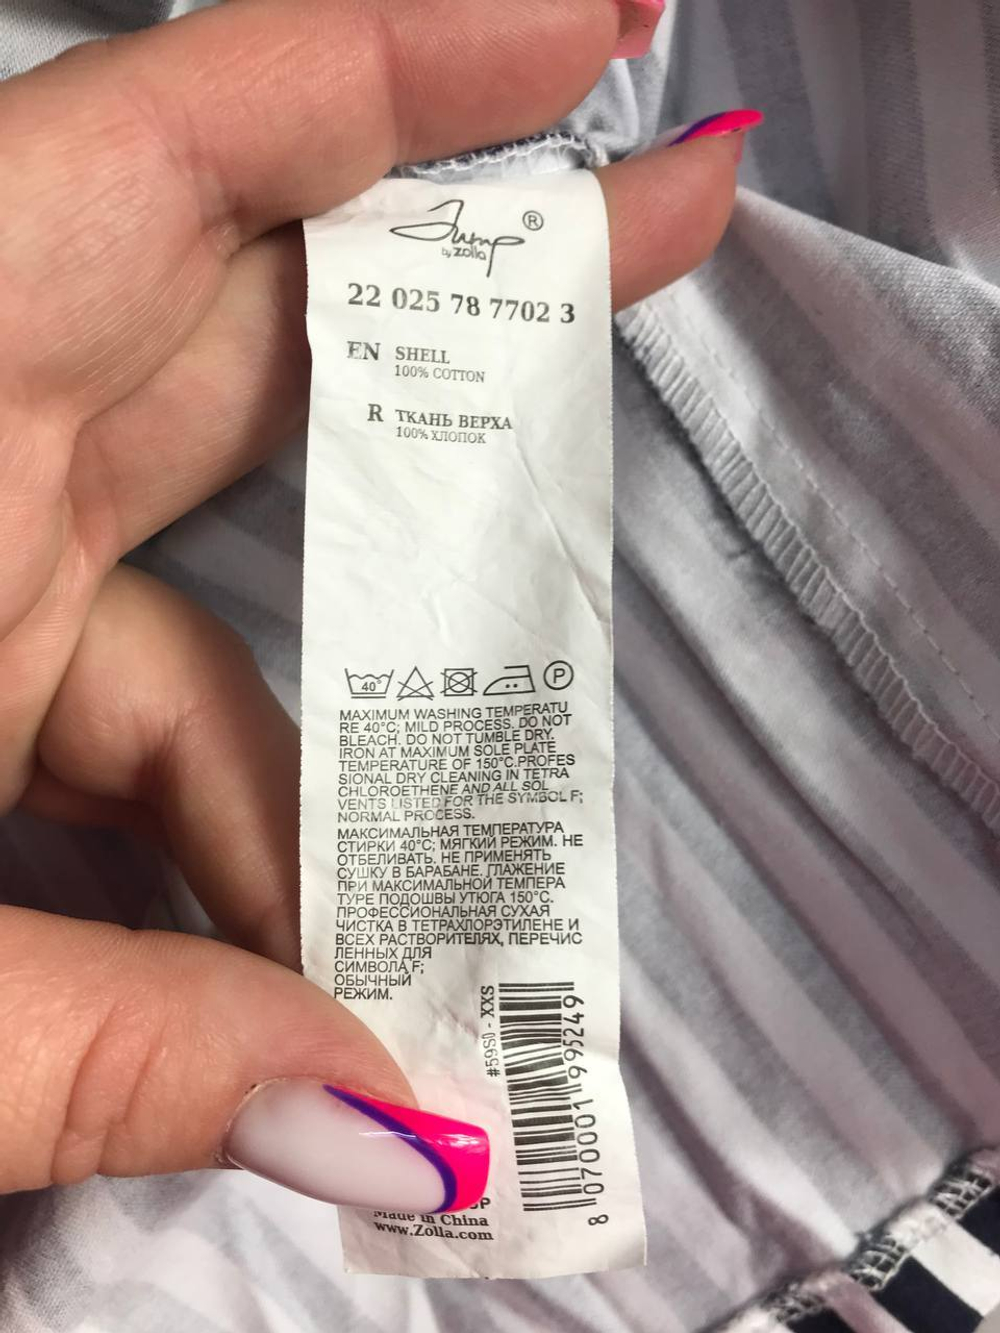 Jump ®
by zolla
22 025 78 7702 3
EN SHELL
100% COTTON
R ТКАНЬ ВЕРХА
100% ХЛОПОК
40° P
MAXIMUM WASHING TEMPERATU
RE 40°C; MILD PROCESS. DO NOT
BLEACH. DO NOT TUMBLE DRY.
IRON AT MAXIMUM SOLE PLATE
TEMPERATURE OF 150°C.PROFES
SIONAL DRY CLEANING IN TETRA
CHLOROETHENE AND ALL SOL
VENTS LISTED FOR THE SYMBOL F;
NORMAL PROCESS.
МАКСИМАЛЬНАЯ ТЕМПЕРАТУРА
СТИРКИ 40°С; МЯГКИЙ РЕЖИМ. НЕ
ОТБЕЛИВАТЬ. НЕ ПРИМЕНЯТЬ
СУШКУ В БАРАБАНЕ. ГЛАЖЕНИЕ
ПРИ МАКСИМАЛЬНОЙ ТЕМПЕРА
ТУРЕ ПОДОШВЫ УТЮГА 150°С.
ПРОФЕССИОНАЛЬНАЯ СУХАЯ
ЧИСТКА В ТЕТРАХЛОРЭТИЛЕНЕ И
ВСЕХ РАСТВОРИТЕЛЯХ, ПЕРЕЧИС
ЛЕННЫХ ДЛЯ
СИМВОЛА F;
ОБЫЧНЫЙ
РЕЖИМ.
#59S0 - XXS
8 070001 995249
Made in China
www.Zolla.com